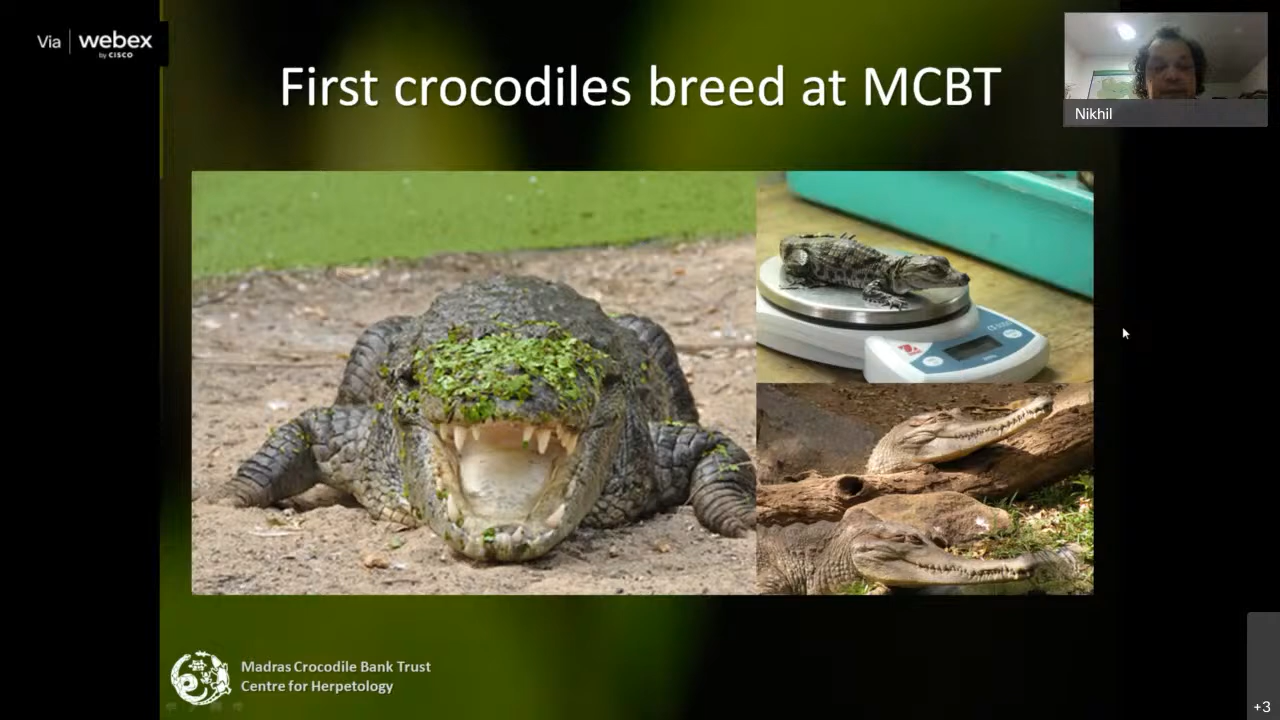 Via webex
by CISCO
First crocodiles breed at MCBT
Nikhil
Madras Crocodile Bank Trust
Centre for Herpetology
+3